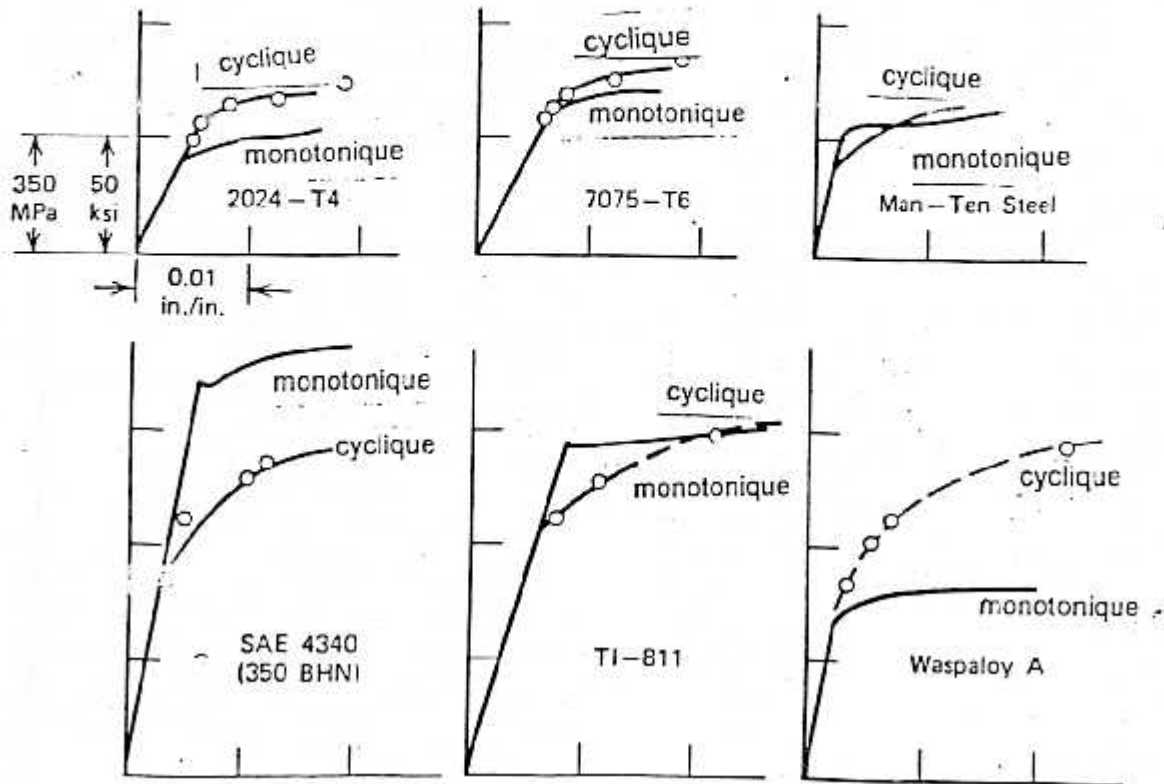 cyclique
monotonique
350
MPa
50
ksi
2024-T4
0.01
in./in.
cyclique
monotonique
7075-T6
cyclique
monotonique
Man-Ten Steel
monotonique
cyclique
SAE 4340
(350 BHN)
cyclique
monotonique
TI-811
cyclique
monotonique
Waspaloy A